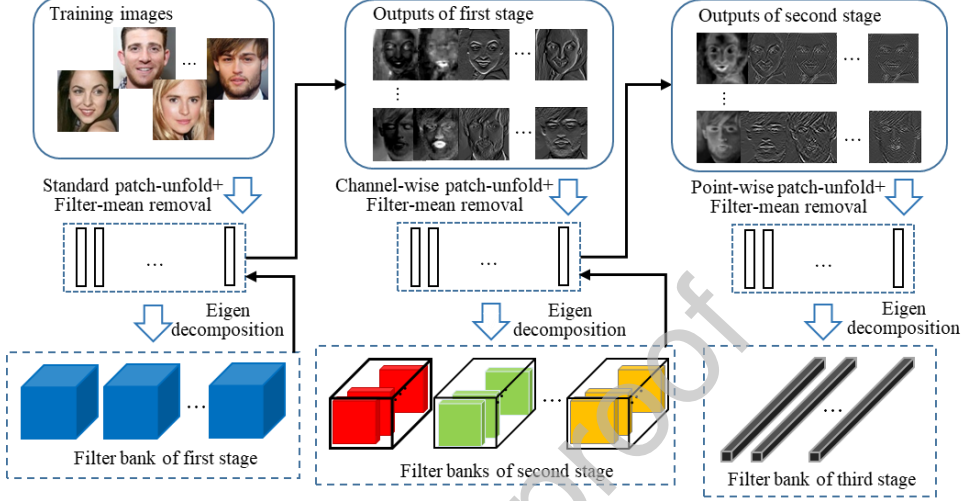 Training images
...
Outputs of first stage
...
...
...
Outputs of second stage
...
...
...
Standard patch-unfold+
Filter-mean removal
Channel-wise patch-unfold+
Filter-mean removal
Point-wise patch-unfold+
Filter-mean removal
...
...
...
Eigen
decomposition
Eigen
decomposition
Eigen
decomposition
...
...
...
Filter bank of first stage
Filter banks of second stage
Filter bank of third stage
proof